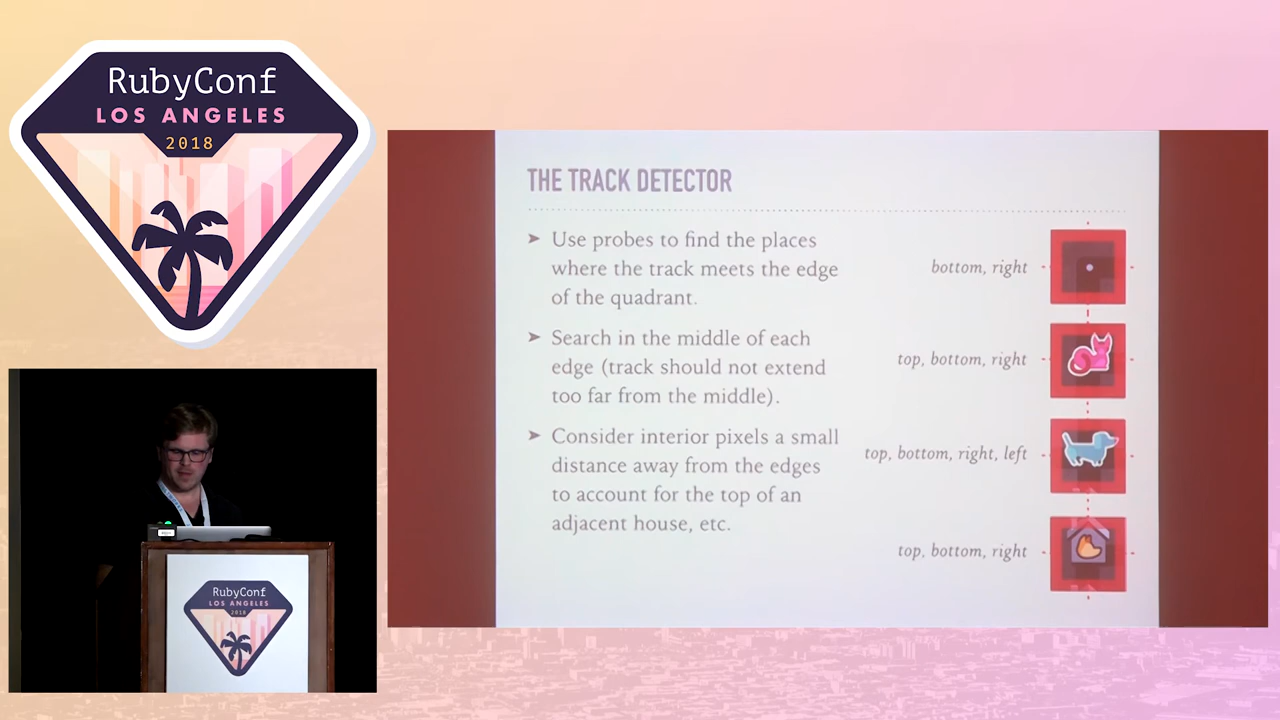 RubyConf
LOS ANGELES
2018
THE TRACK DETECTOR
➤ Use probes to find the places
where the track meets the edge
of the quadrant.
➤ Search in the middle of each
edge (track should not extend
too far from the middle).
➤ Consider interior pixels a small
distance away from the edges
to account for the top of an
adjacent house, etc.
bottom, right
top, bottom, right
top, bottom, right, left
top, bottom, right
RubyConf
LOS ANGELES
2018